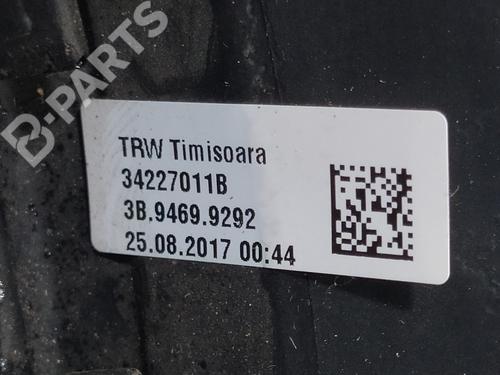 B-PARTS
TRW Timisoara
34227011B
3B.9469.9292
25.08.2017 00:44